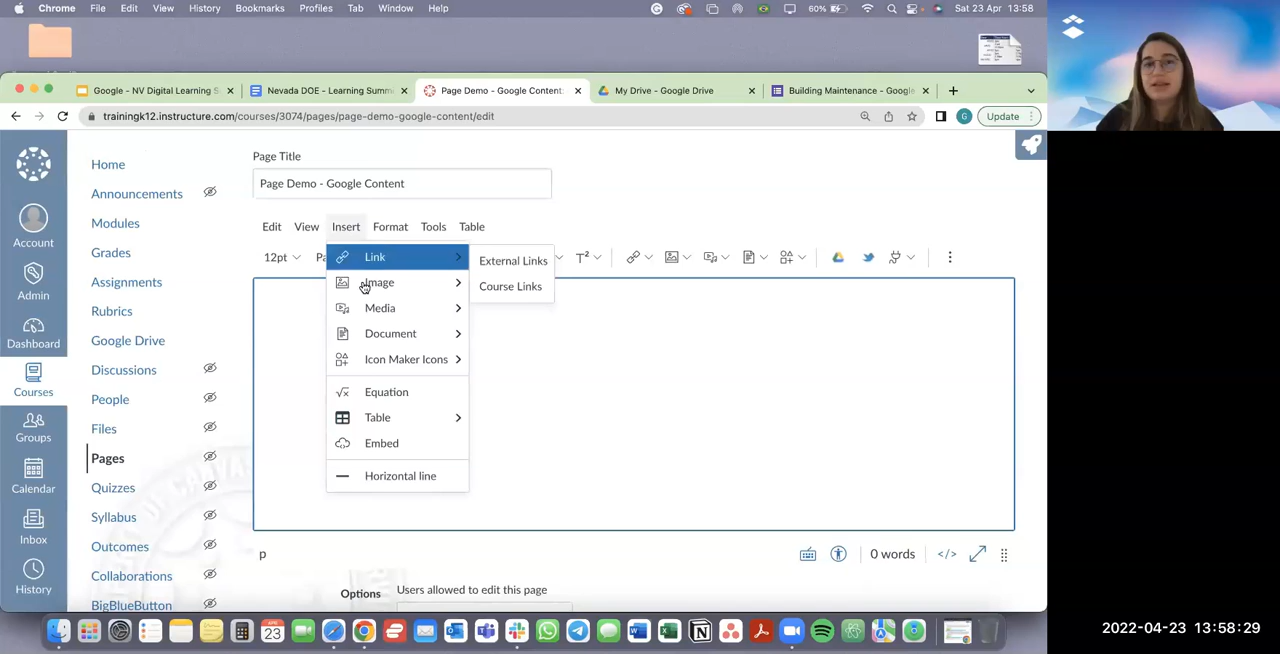 Chrome File Edit View History Bookmarks Profiles Tab Window Help 60% Sat 23 Apr 13:58
Google - NV Digital Learning S
Nevada DOE - Learning Summi
Page Demo - Google Content:
My Drive - Google Drive
Building Maintenance - Google
trainingk12.instructure.com/courses/3074/pages/page-demo-google-content/edit
G
Update
Account
Admin
Dashboard
Courses
Groups
Calendar
Inbox
History
Home
Announcements
Modules
Grades
Assignments
Rubrics
Google Drive
Discussions
People
Files
Pages
Quizzes
Syllabus
Outcomes
Collaborations
BigBlueButton
Page Title
Page Demo - Google Content
Edit View Insert Format Tools Table
12pt Pa T²
Link
Image
Media
Document
Icon Maker Icons
Equation
Table
Embed
Horizontal line
External Links
Course Links
p
0 words </>
Options Users allowed to edit this page
2022-04-23 13:58:29